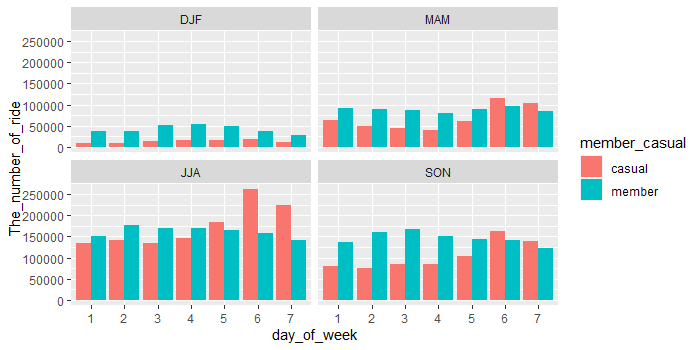 DJF
MAM
250000
200000
150000
100000
50000
0
JJA
SON
250000
200000
150000
100000
50000
0
1 2 3 4 5 6 7
1 2 3 4 5 6 7
day_of_week
The_number_of_ride
member_casual
casual
member